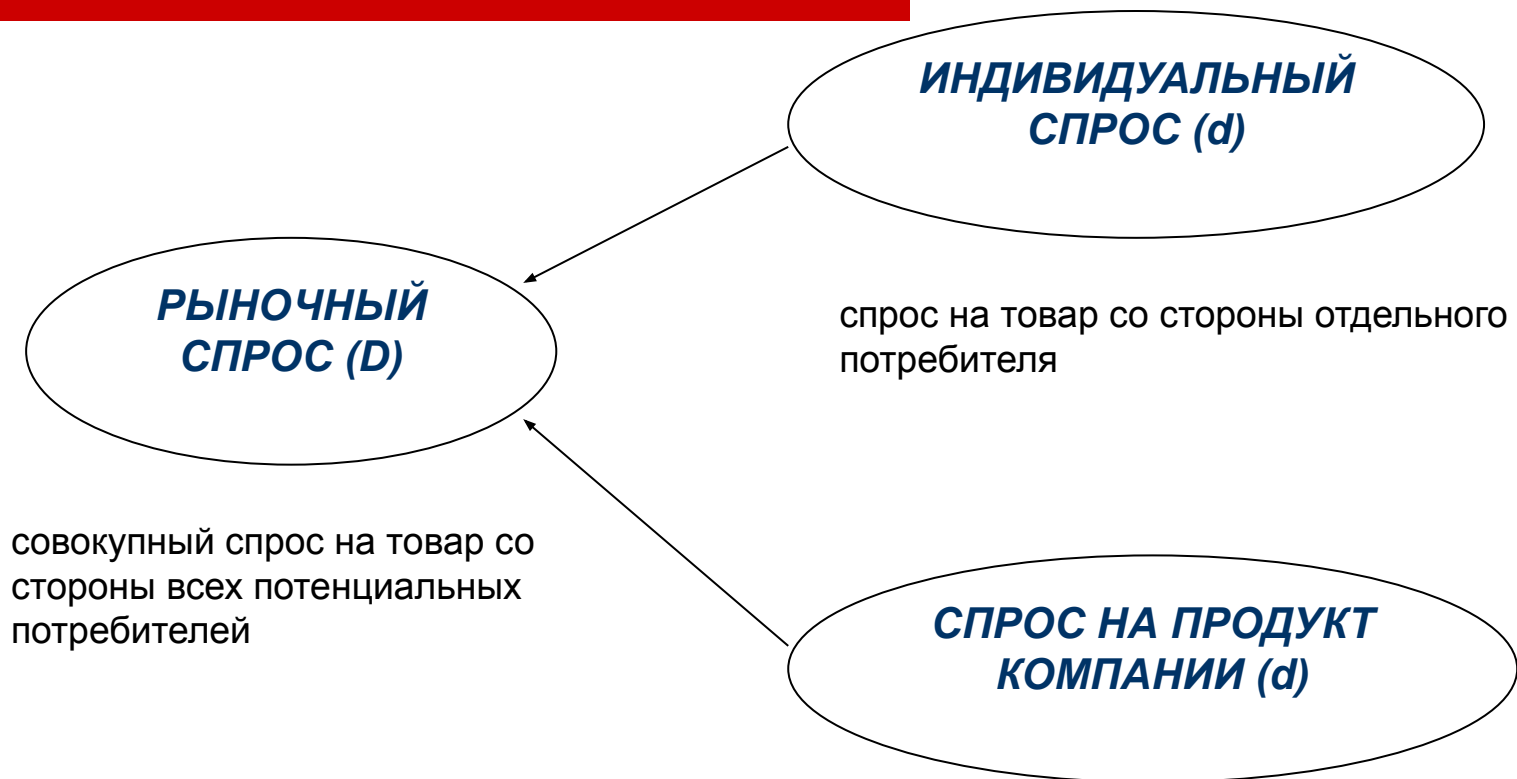 ИНДИВИДУАЛЬНЫЙ
СПРОС (d)
РЫНОЧНЫЙ
СПРОС (D)
спрос на товар со стороны отдельного
потребителя
совокупный спрос на товар со
стороны всех потенциальных
потребителей
СПРОС НА ПРОДУКТ
КОМПАНИИ (d)